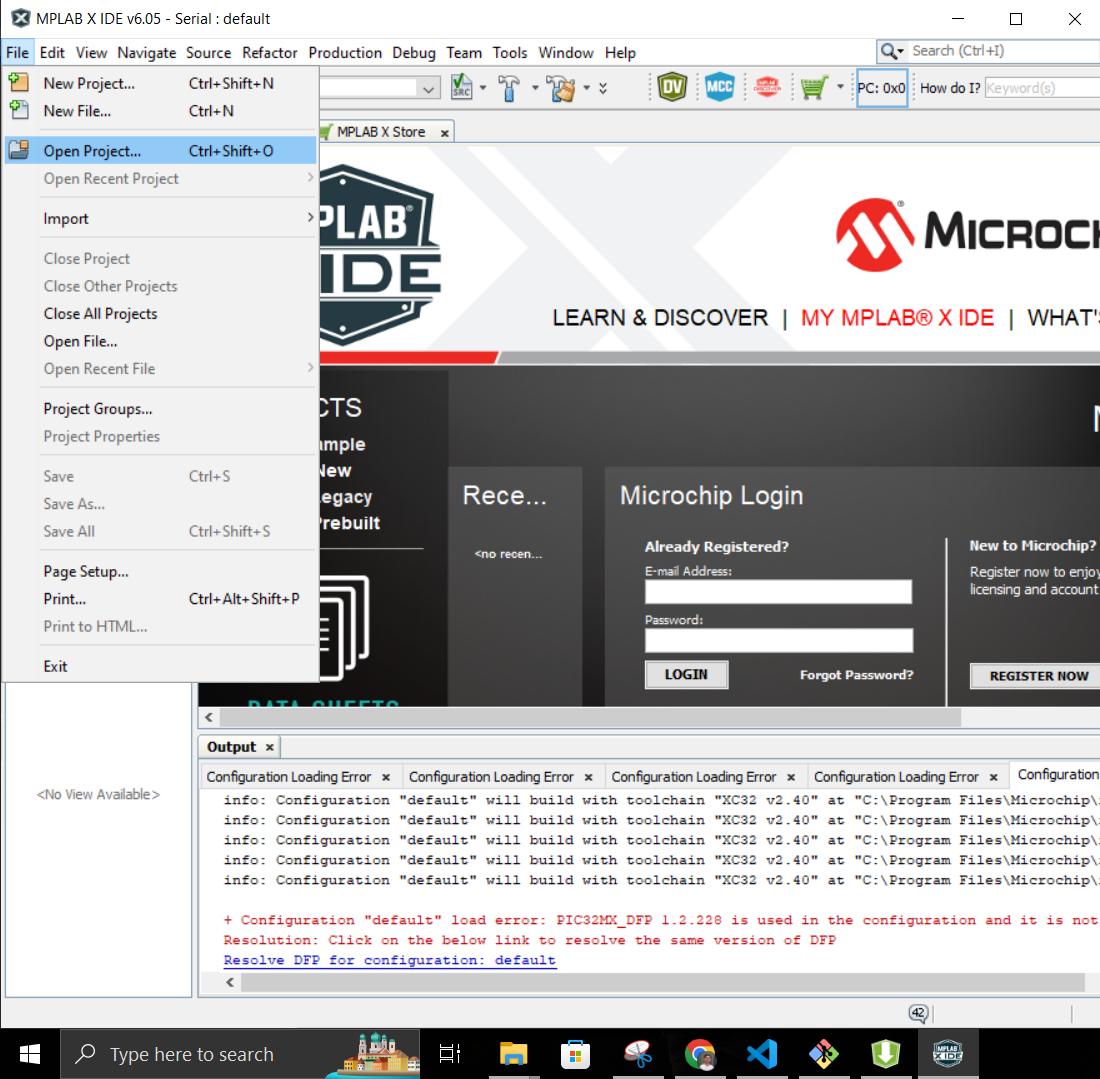 MPLAB X IDE v6.05 - Serial : default
File Edit View Navigate Source Refactor Production Debug Team Tools Window Help
Search (Ctrl+I)
New Project... Ctrl+Shift+N
New File... Ctrl+N
Open Project... Ctrl+Shift+O
Open Recent Project
Import
Close Project
Close Other Projects
Close All Projects
Open File...
Open Recent File
Project Groups...
Project Properties
Save Ctrl+S
Save As...
Save All Ctrl+Shift+S
Page Setup...
Print... Ctrl+Alt+Shift+P
Print to HTML...
Exit
SRC
DV
MCC
PC: 0x0
How do I?
Keyword(s)
MPLAB X Store
PLAB®
IDE
MICROC
LEARN & DISCOVER | MY MPLAB® X IDE | WHAT'S
CTS
ample
New
egacy
Prebuilt
DATA SHEETS
Rece...
<no recen...
Microchip Login
Already Registered?
E-mail Address:
Password:
LOGIN
Forgot Password?
New to Microchip?
Register now to enjoy
licensing and account
REGISTER NOW
<No View Available>
Output
Configuration Loading Error Configuration Loading Error Configuration Loading Error Configuration Loading Error Configuration
info: Configuration "default" will build with toolchain "XC32 v2.40" at "C:\Program Files\Microchip\
info: Configuration "default" will build with toolchain "XC32 v2.40" at "C:\Program Files\Microchip\
info: Configuration "default" will build with toolchain "XC32 v2.40" at "C:\Program Files\Microchip\
info: Configuration "default" will build with toolchain "XC32 v2.40" at "C:\Program Files\Microchip\
info: Configuration "default" will build with toolchain "XC32 v2.40" at "C:\Program Files\Microchip\
+ Configuration "default" load error: PIC32MX_DFP 1.2.228 is used in the configuration and it is not
Resolution: Click on the below link to resolve the same version of DFP
Resolve DFP for configuration: default
42
Type here to search
MPLAB
X IDE